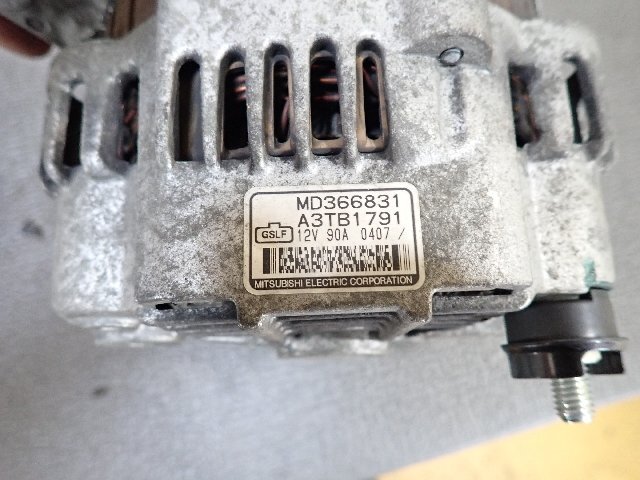 MD366831
A3TB1791
GSLF 12V 90A 0407 /
MITSUBISHI ELECTRIC CORPORATION